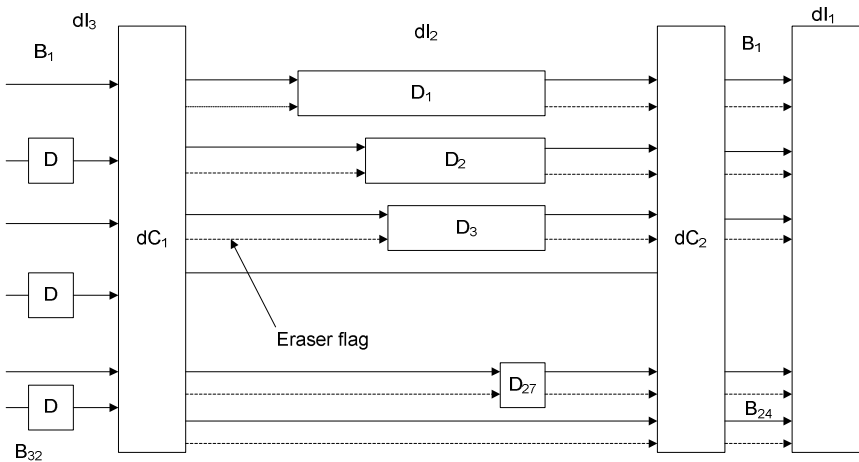 dI₃
dI₂
dI₁
B₁
B₁
D₁
D
D₂
D₃
dC₁
dC₂
D
Eraser flag
D₂₇
D
B₂₄
B₃₂